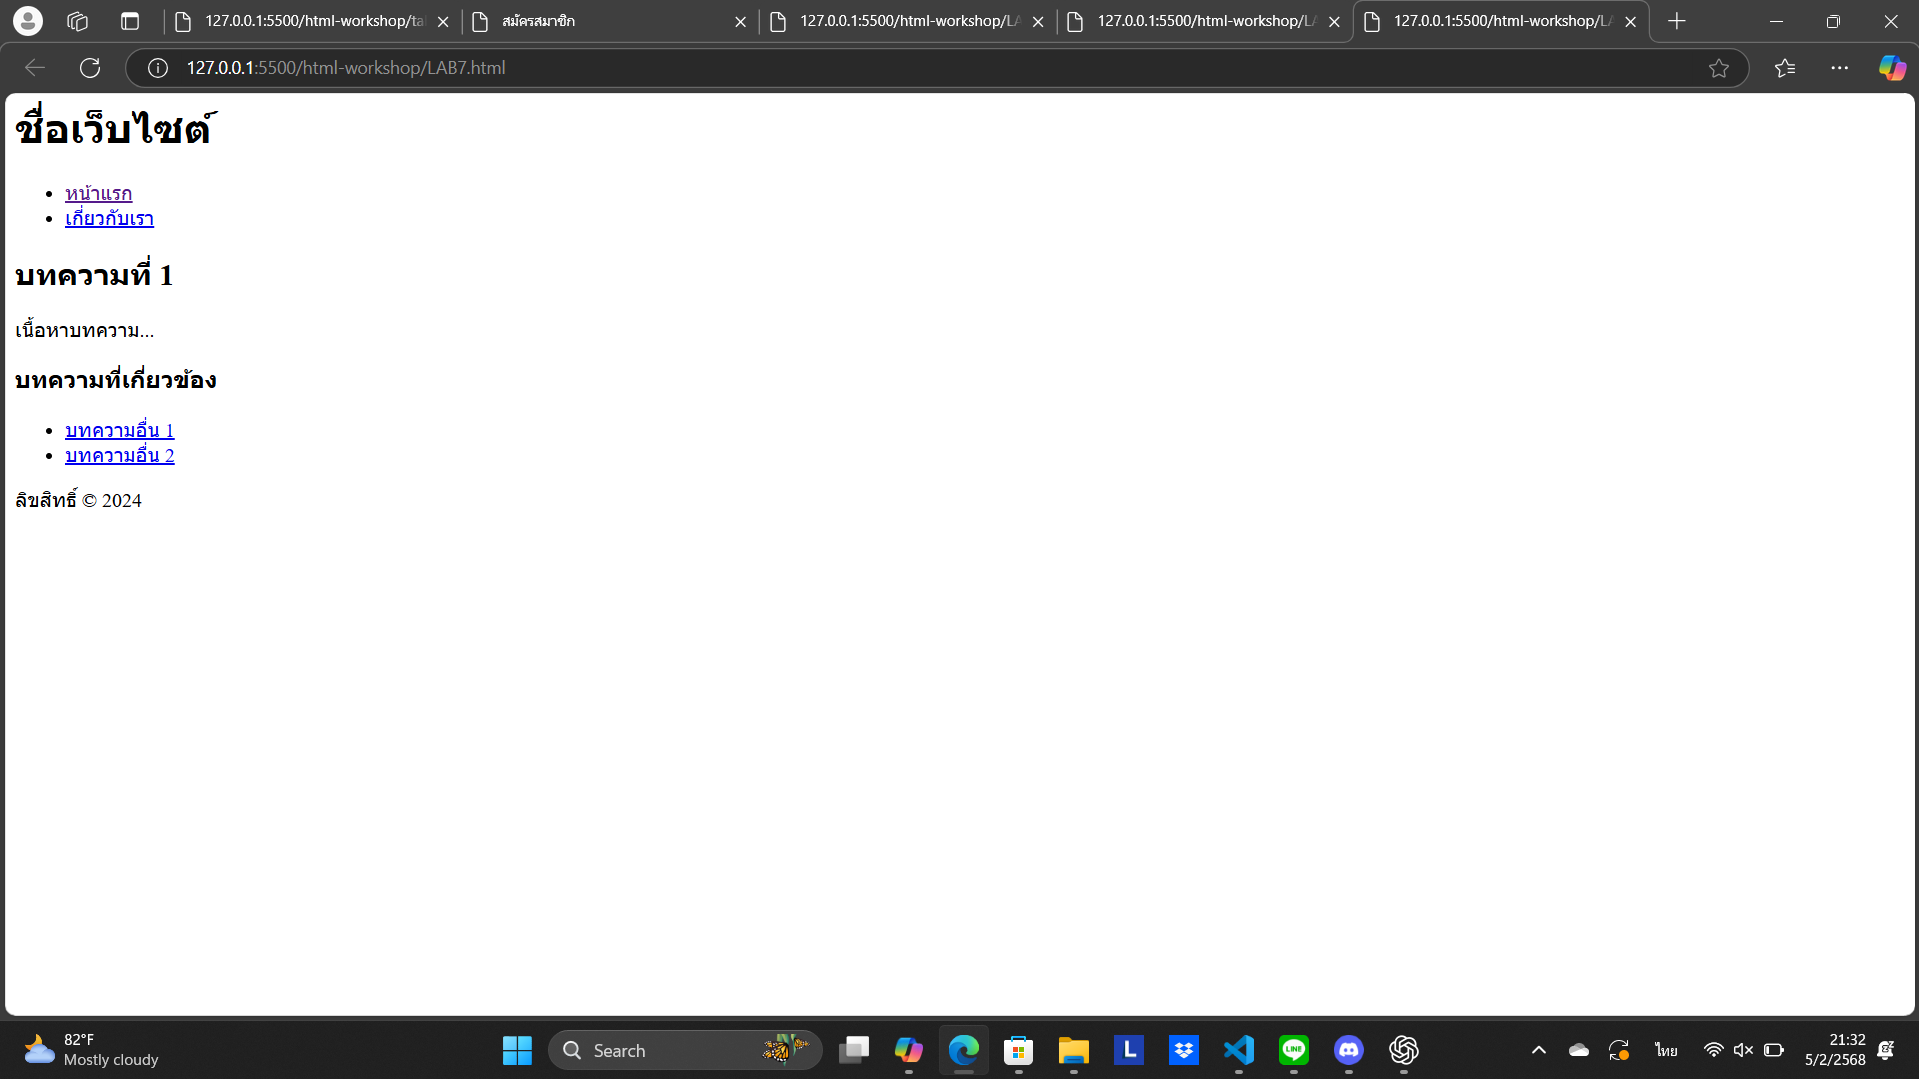 127.0.0.1:5500/html-workshop/ta
สมัครสมาชิก
127.0.0.1:5500/html-workshop/LA
127.0.0.1:5500/html-workshop/LA
127.0.0.1:5500/html-workshop/LA
127.0.0.1:5500/html-workshop/LAB7.html
ชื่อเว็บไซต์
หน้าแรก
เกี่ยวกับเรา
บทความที่ 1
เนื้อหาบทความ...
บทความที่เกี่ยวข้อง
บทความอื่น 1
บทความอื่น 2
ลิขสิทธิ์ © 2024
82°F
Mostly cloudy
Search
L
LINE
ไทย
21:32
5/2/2568